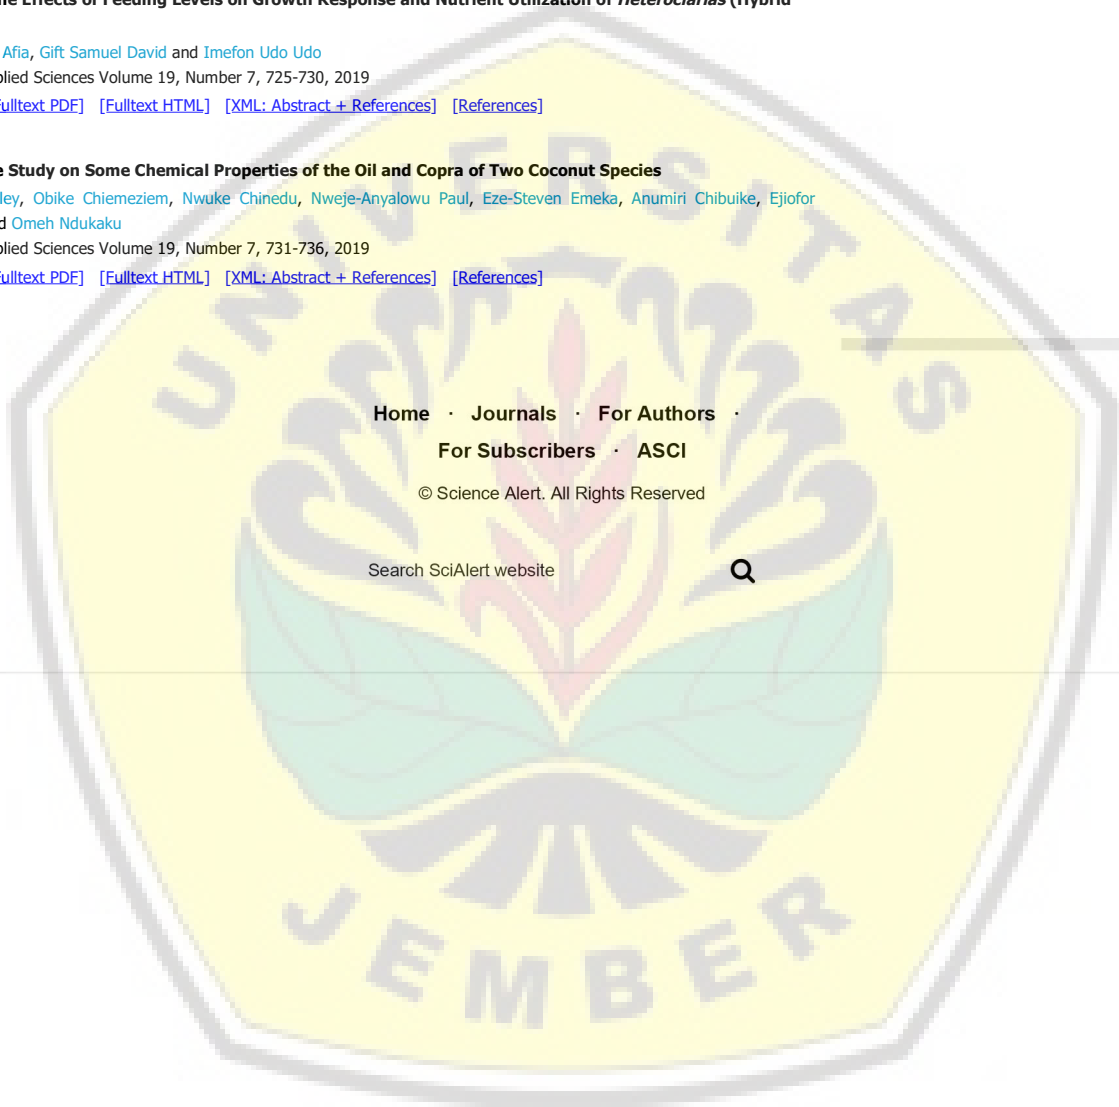 he Effects of Feeding Levels on Growth Response and Nutrient Utilization of Heteroclarias (Hybrid
Afia, Gift Samuel David and Imefon Udo Udo
plied Sciences Volume 19, Number 7, 725-730, 2019
ulltext PDF] [Fulltext HTML] [XML: Abstract + References] [References]
e Study on Some Chemical Properties of the Oil and Copra of Two Coconut Species
ley, Obike Chiemeziem, Nwuke Chinedu, Nweje-Anyalowu Paul, Eze-Steven Emeka, Anumiri Chibuike, Ejiofor
d Omeh Ndukaku
plied Sciences Volume 19, Number 7, 731-736, 2019
ulltext PDF] [Fulltext HTML] [XML: Abstract + References] [References]
UNIVERSITAS
Home · Journals · For Authors ·
For Subscribers · ASCI
© Science Alert. All Rights Reserved
Search SciAlert website
JEMBER